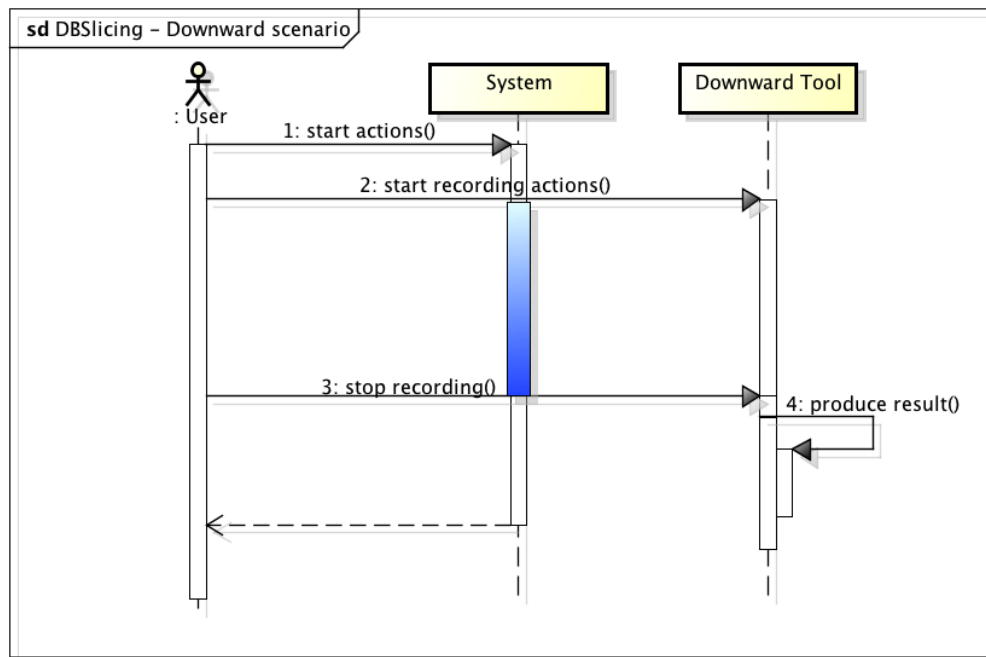 sd DBSlicing – Downward scenario
: User
System
Downward Tool
1: start actions()
2: start recording actions()
3: stop recording()
4: produce result()